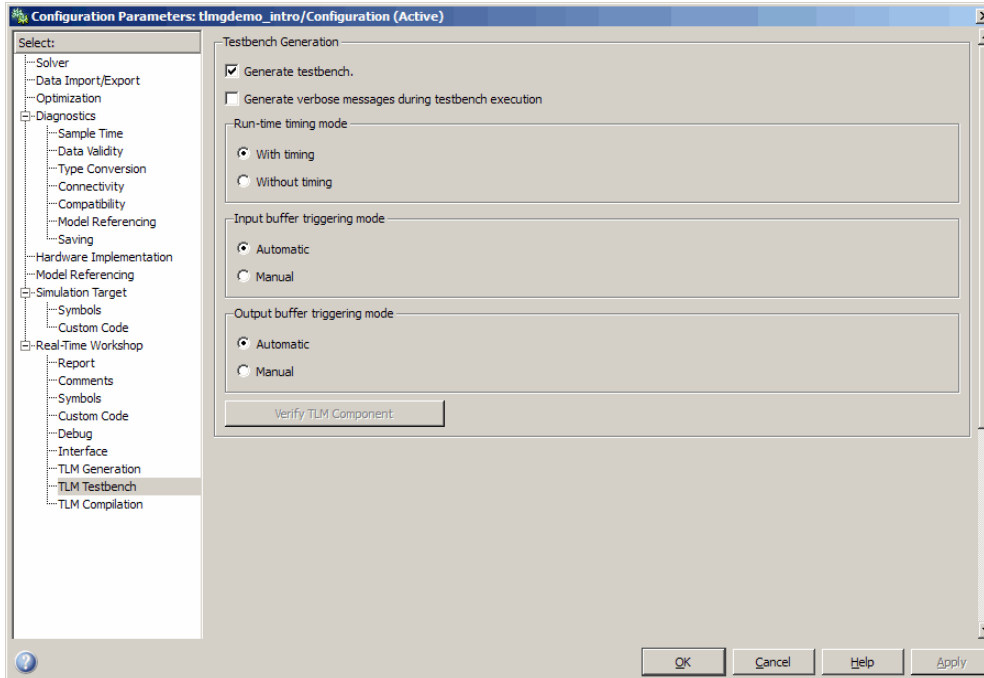 Configuration Parameters: tlmgdemo_intro/Configuration (Active)
Select:
Solver
Data Import/Export
Optimization
Diagnostics
Sample Time
Data Validity
Type Conversion
Connectivity
Compatibility
Model Referencing
Saving
Hardware Implementation
Model Referencing
Simulation Target
Symbols
Custom Code
Real-Time Workshop
Report
Comments
Symbols
Custom Code
Debug
Interface
TLM Generation
TLM Testbench
TLM Compilation
Testbench Generation
Generate testbench.
Generate verbose messages during testbench execution
Run-time timing mode
With timing
Without timing
Input buffer triggering mode
Automatic
Manual
Output buffer triggering mode
Automatic
Manual
Verify TLM Component
OK
Cancel
Help
Apply